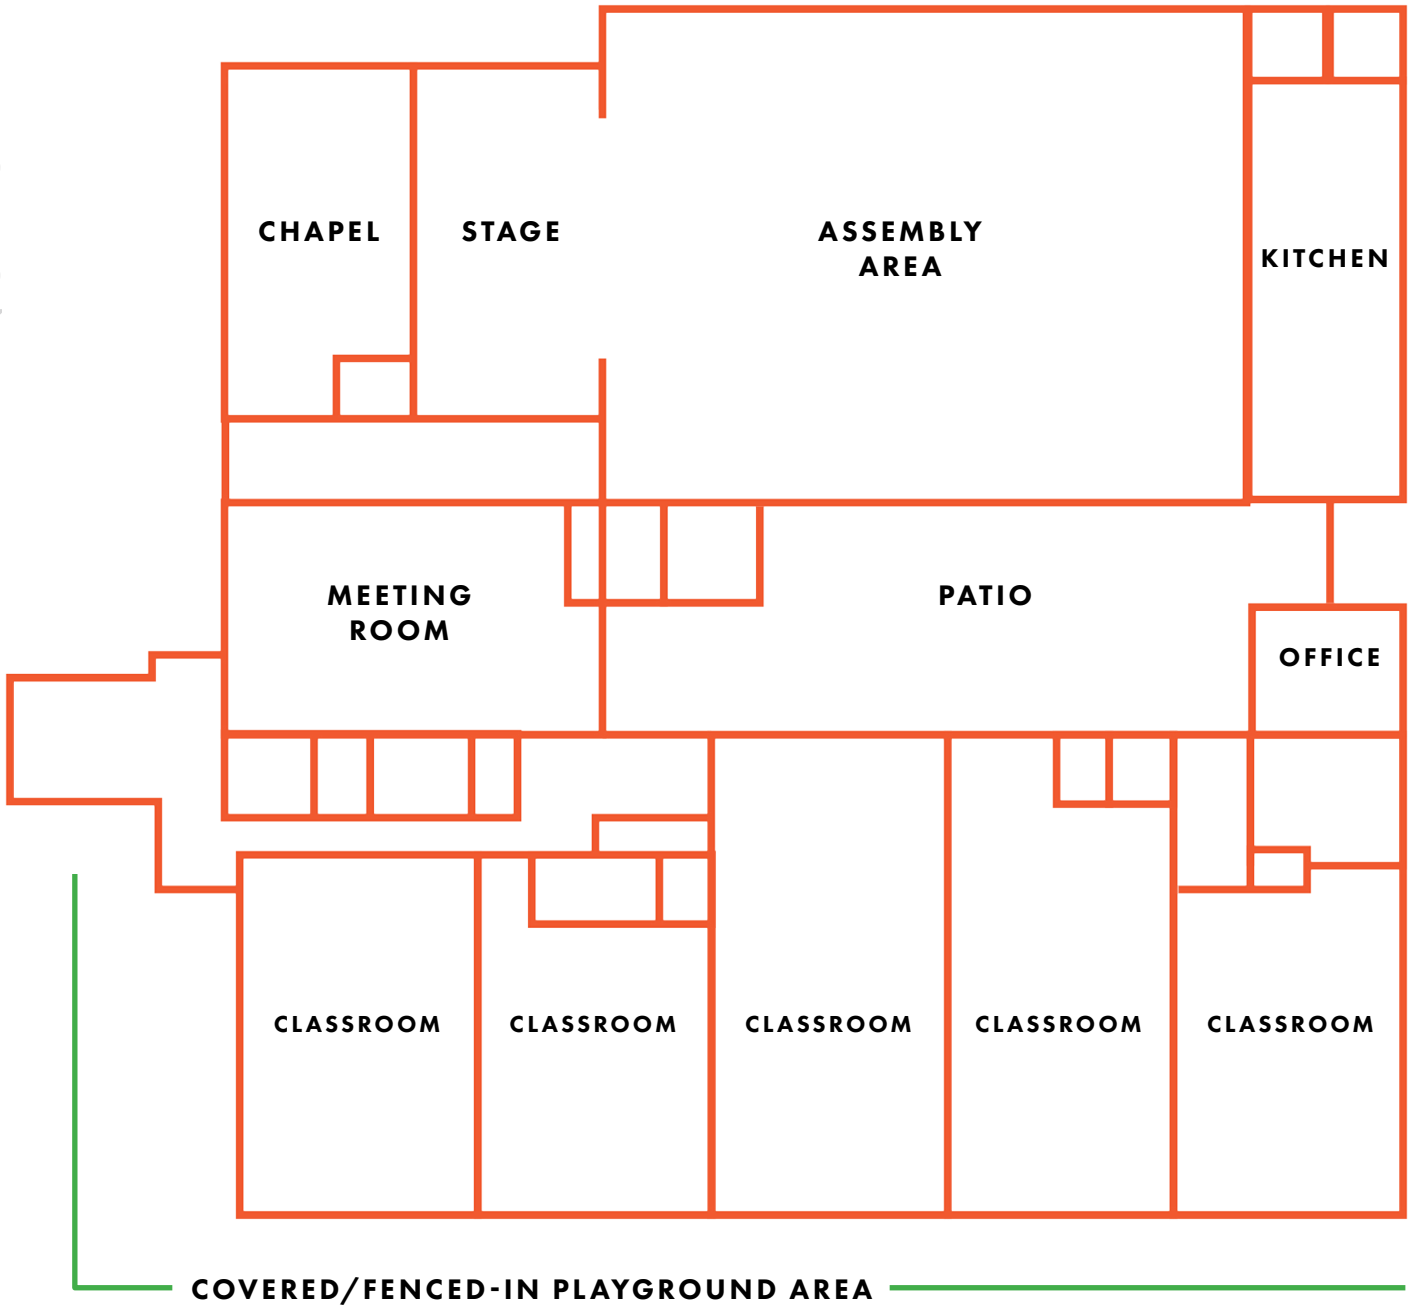 CHAPEL
STAGE
ASSEMBLY
AREA
KITCHEN
MEETING
ROOM
PATIO
OFFICE
CLASSROOM
CLASSROOM
CLASSROOM
CLASSROOM
CLASSROOM
COVERED/FENCED-IN PLAYGROUND AREA